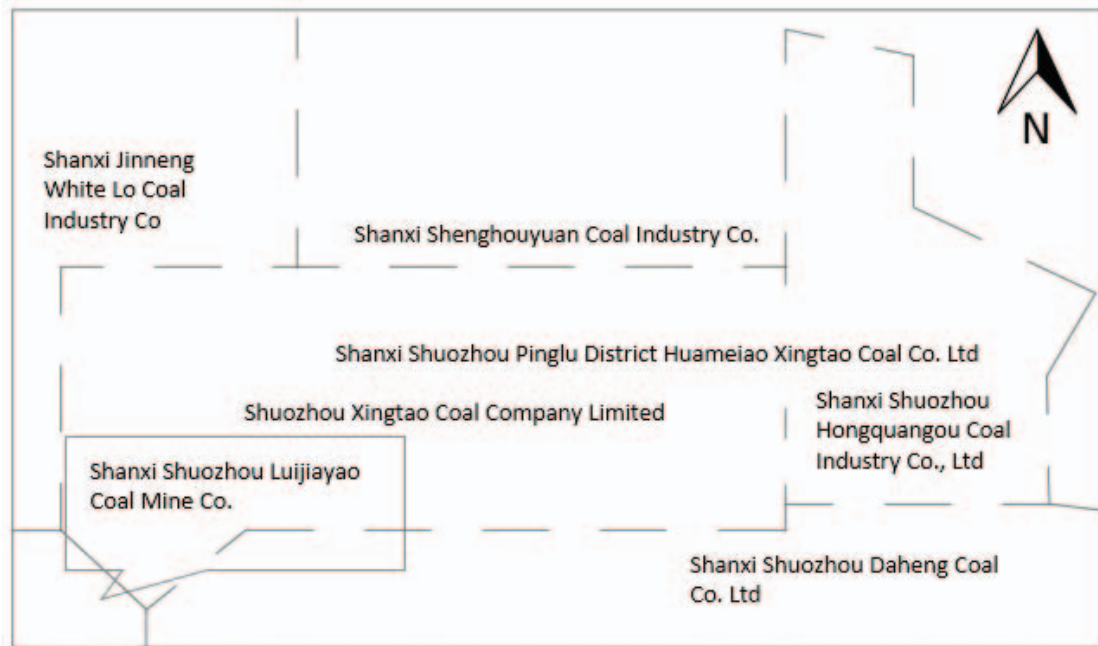 N
Shanxi Jinneng
White Lo Coal
Industry Co
Shanxi Shenghouyuan Coal Industry Co.
Shanxi Shuozhou Pinglu District Huameiao Xingtao Coal Co. Ltd
Shuozhou Xingtao Coal Company Limited
Shanxi Shuozhou
Hongquangou Coal
Industry Co., Ltd
Shanxi Shuozhou Luijiayao
Coal Mine Co.
Shanxi Shuozhou Daheng Coal
Co. Ltd